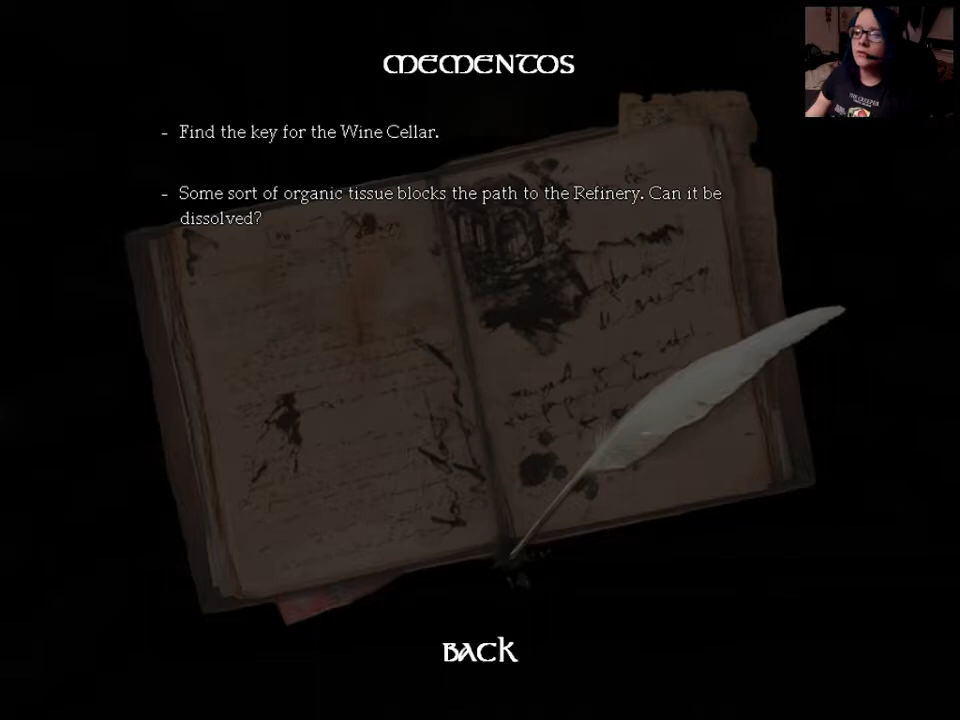 MEMENTOS
- Find the key for the Wine Cellar.
- Some sort of organic tissue blocks the path to the Refinery. Can it be
dissolved?
BACK